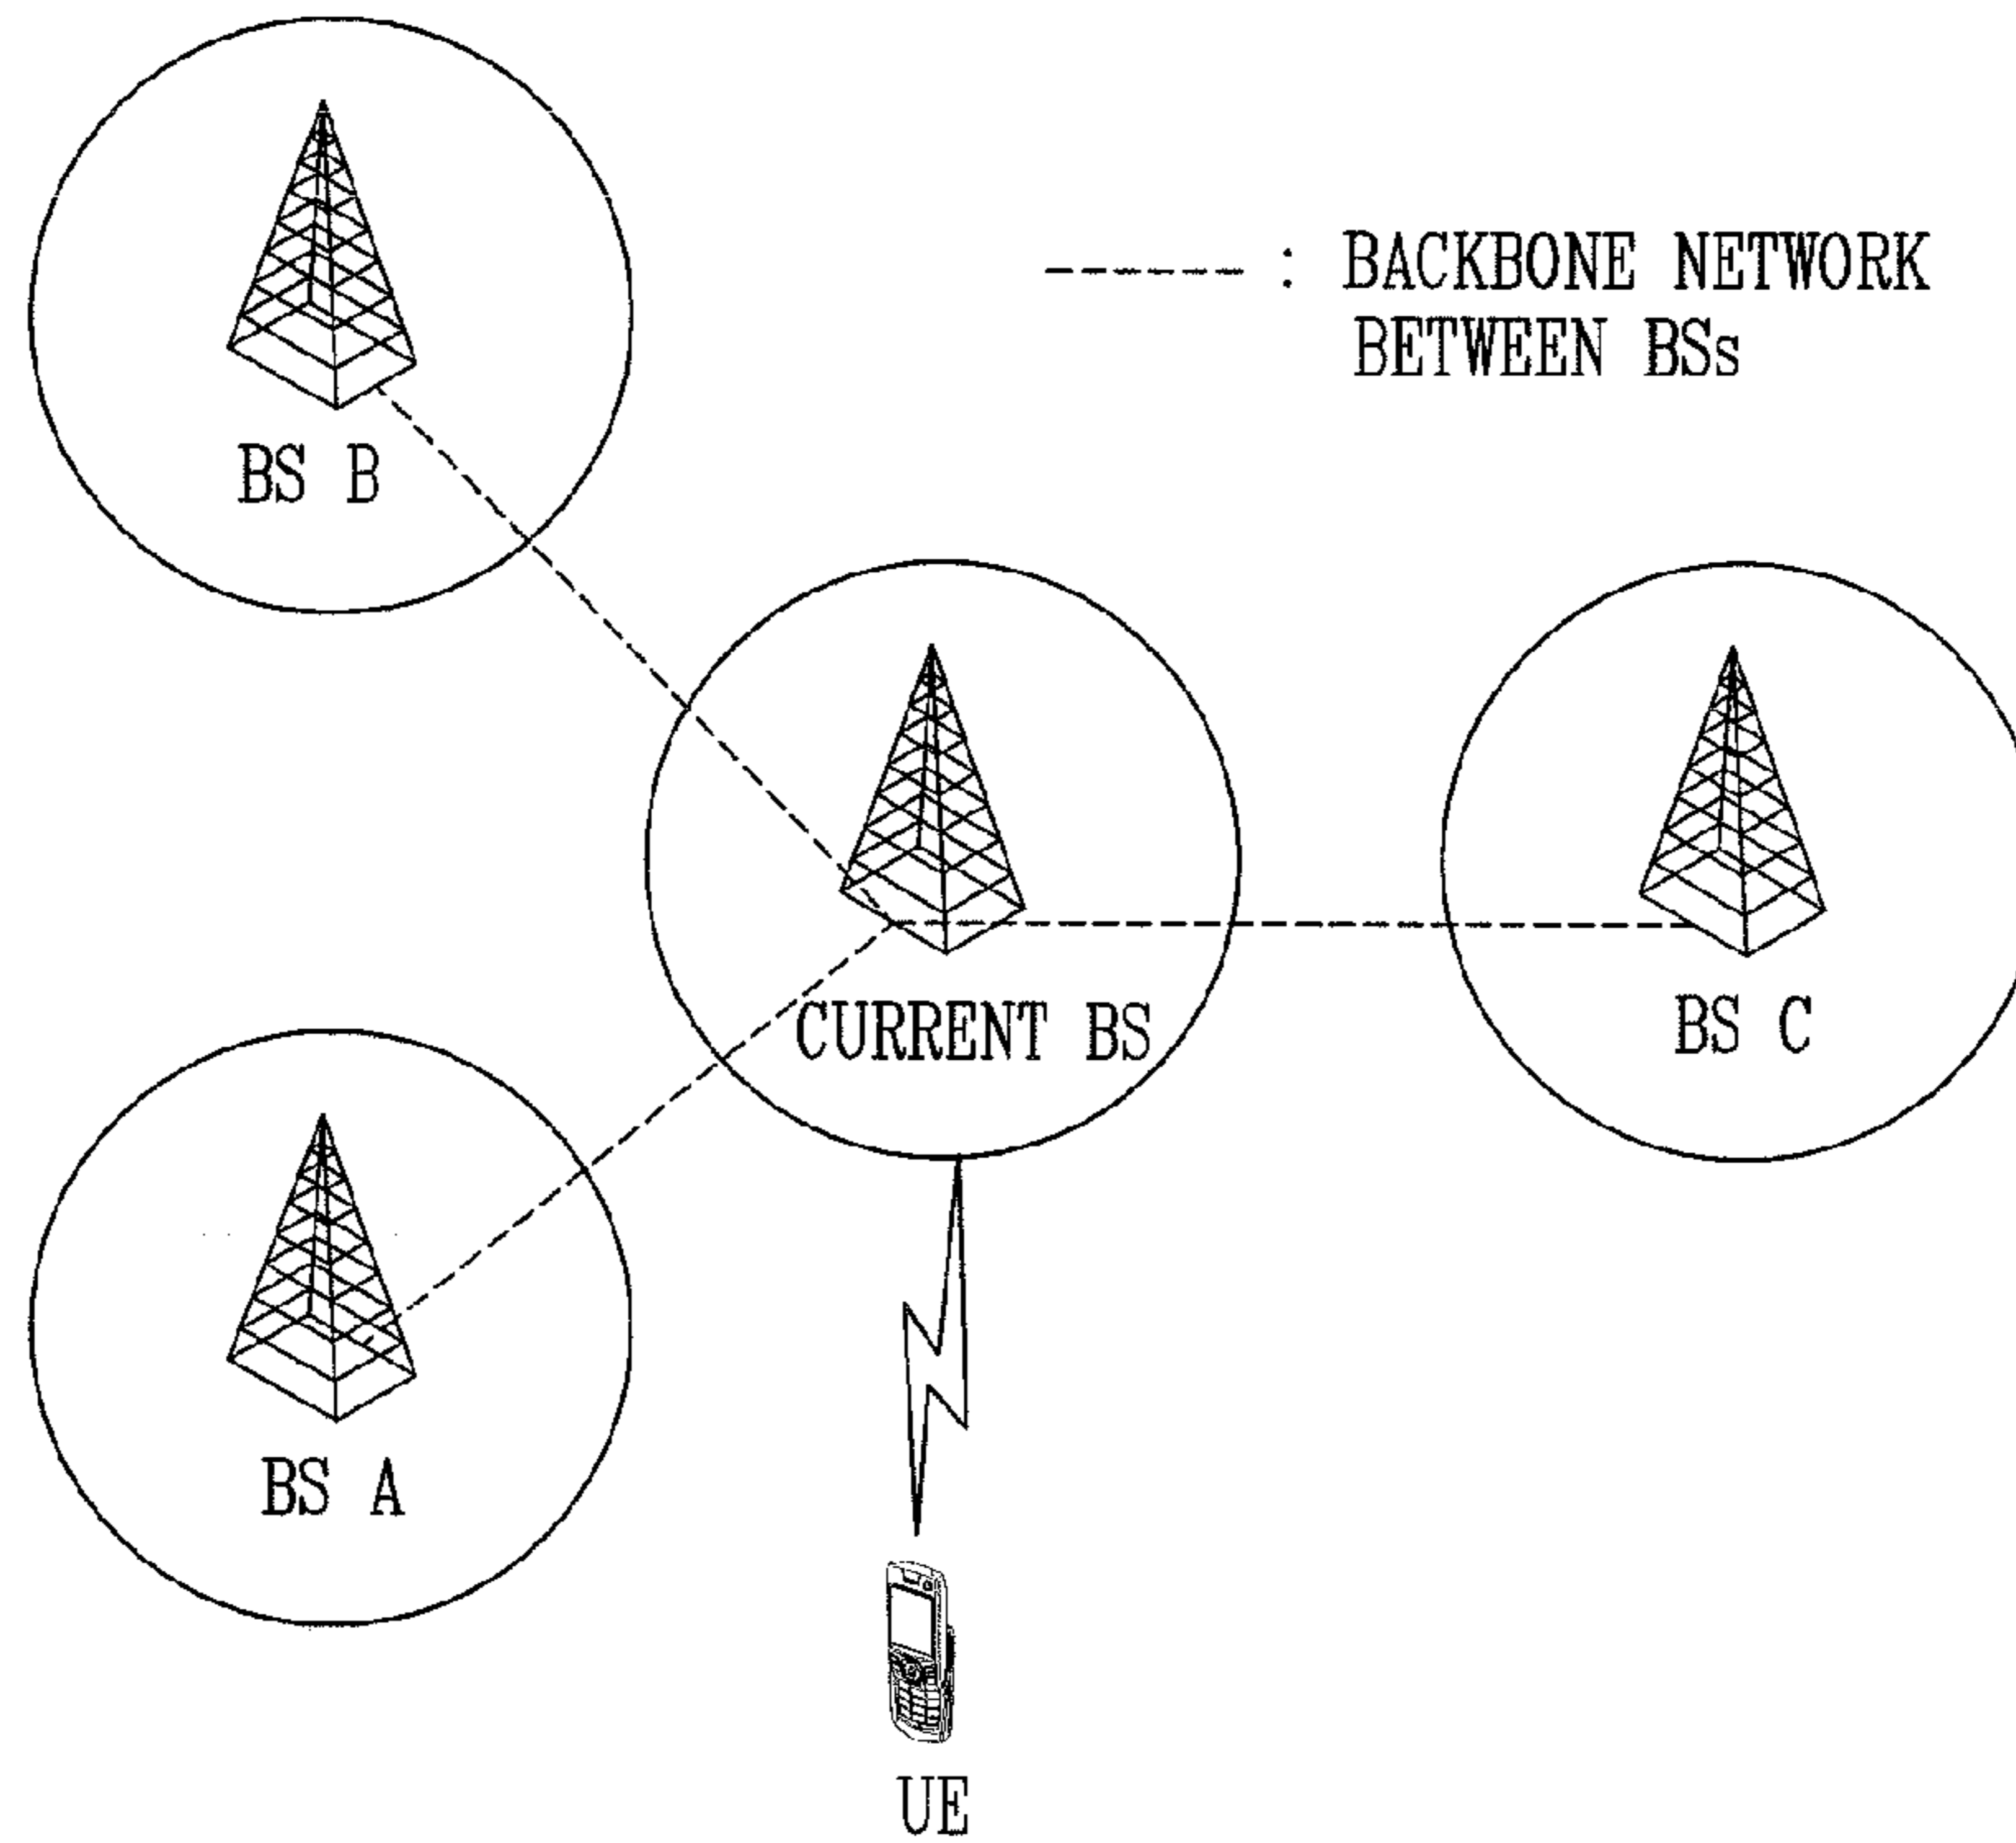 : BACKBONE NETWORK
BETWEEN BSs
BS B
CURRENT BS
BS C
BS A
UE